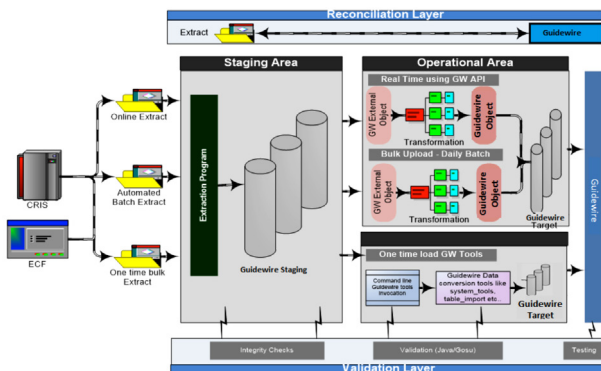 Reconciliation Layer
Extract
Guidewire
Staging Area
Operational Area
Real Time using GW API
GW External
Object
Transformation
Guidewire
Object
Bulk Upload - Daily Batch
GW External
Object
Transformation
Guidewire
Object
Guidewire
Target
Online Extract
Automated
Batch Extract
One time bulk
Extract
CRIS
ECF
Extraction Program
Guidewire Staging
One time load GW Tools
Command line
Guidewire tools
invocation
Guidewire Data
conversion tools like
system_tools,
table_import etc..
Guidewire
Target
Guidewire
Integrity Checks
Validation (Java/Gosu)
Testing
Validation Layer